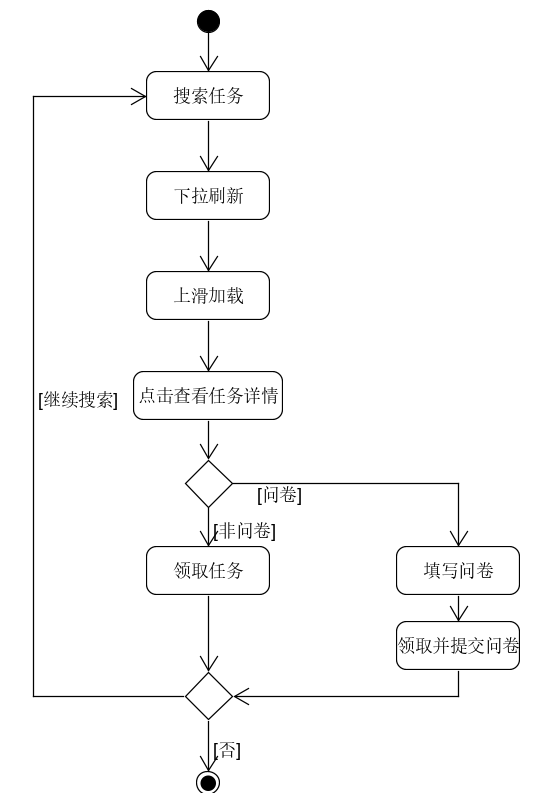 搜索任务
下拉刷新
上滑加载
点击查看任务详情
[继续搜索]
[问卷]
[非问卷]
领取任务
填写问卷
领取并提交问卷
[否]